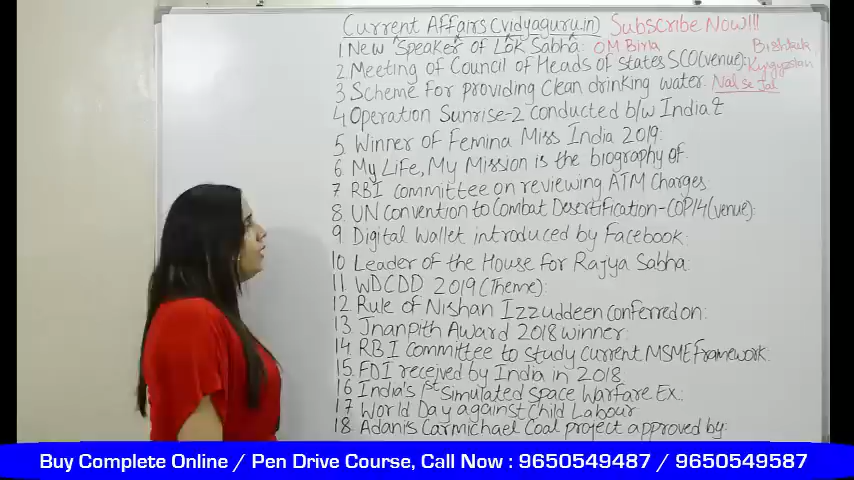 Current Affairs (vidyaguru.in) Subscribe Now!!!
1 New Speaker of Lok Sabha: OM Birla
2. Meeting of Council of Heads of states SCO(venue): Bishkek Kyrgyzstan
3 Scheme for providing Clean drinking water. Nal se Jal
4 Operation Sunrise-2 conducted b/w India &
5. Winner of Femina Miss India 2019:
6. My Life, My Mission is the biography of.
7 RBI committee on reviewing ATM Charges
8. UN Convention to Combat Desertification-COP14(venue):
9. Digital Wallet introduced by Facebook:
10 Leader of the House for Rajya Sabha:
11 WDCDD 2019(Theme):
12 Rule of Nishan Izzuddeen conferred on:
13. Jnanpith Award 2018 winner:
14 RBI Committee to study current MSME framework.
15. FDI received by India in 2018
16 India's 1st simulated space Warfare Ex.:
17 World Day against Child Labour
18. Adanis Carmichael Coal project approved by:
Buy Complete Online / Pen Drive Course, Call Now : 9650549487 / 9650549587